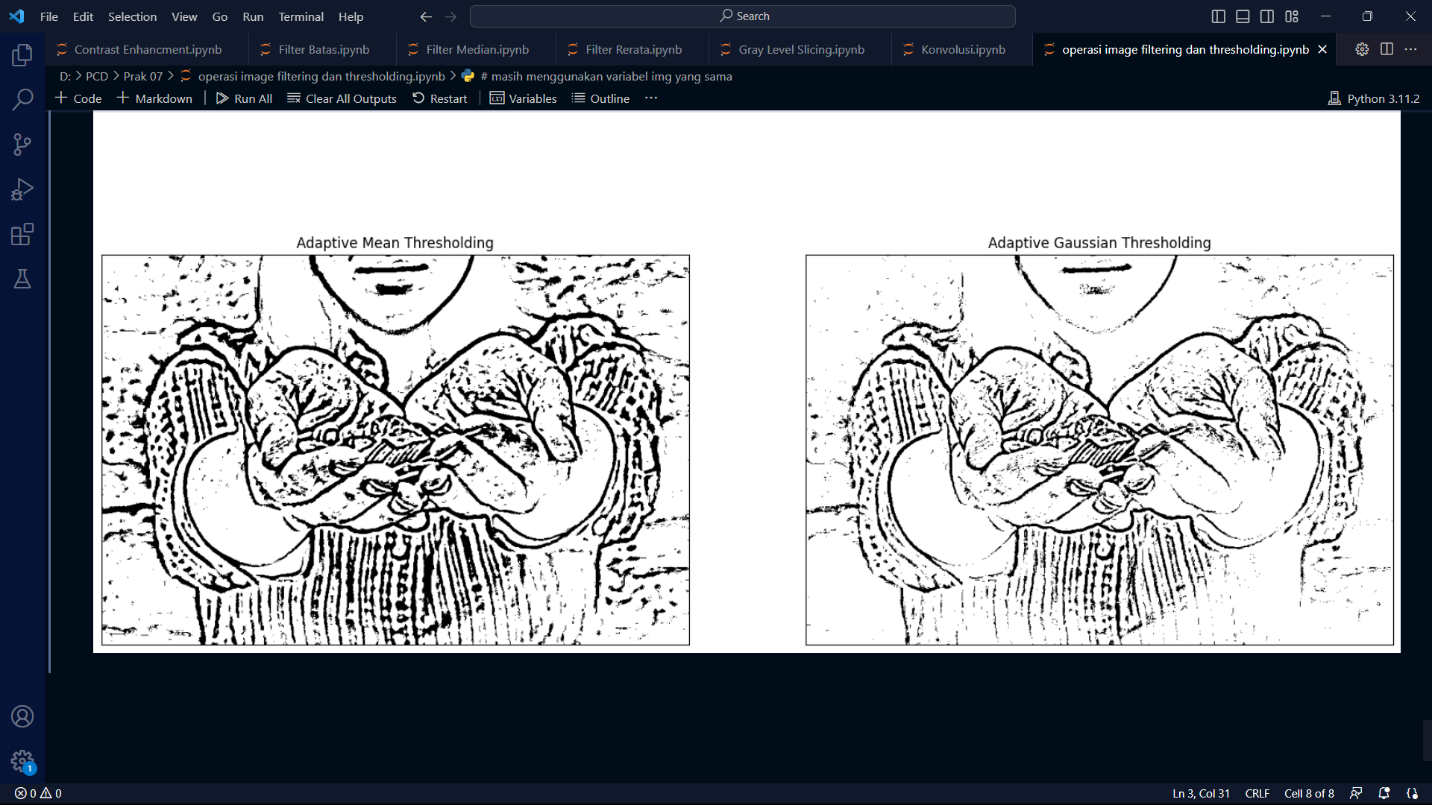 File Edit Selection View Go Run Terminal Help Search
Contrast Enhancment.ipynb Filter Batas.ipynb Filter Median.ipynb Filter Rerata.ipynb Gray Level Slicing.ipynb Konvolusi.ipynb operasi image filtering dan thresholding.ipynb
D: > PCD > Prak 07 > operasi image filtering dan thresholding.ipynb > # masih menggunakan variabel img yang sama
+ Code + Markdown Run All Clear All Outputs Restart Variables Outline ··· Python 3.11.2
Adaptive Mean Thresholding Adaptive Gaussian Thresholding
1
0 0 Ln 3, Col 31 CRLF Cell 8 of 8